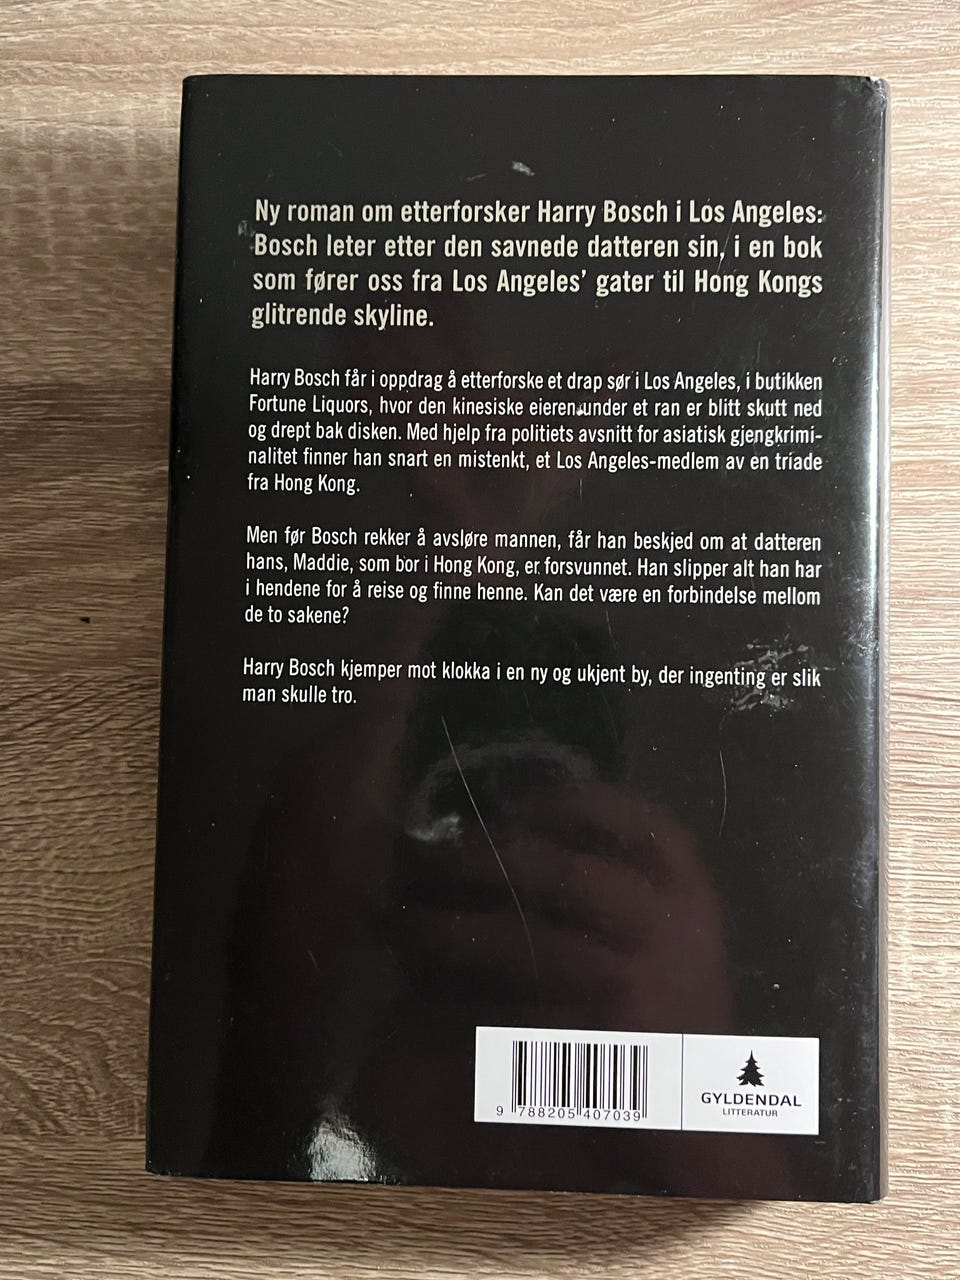 Ny roman om etterforsker Harry Bosch i Los Angeles:
Bosch leter etter den savnede datteren sin, i en bok
som fører oss fra Los Angeles’ gater til Hong Kongs
glitrende skyline.
Harry Bosch får i oppdrag å etterforske et drap sør i Los Angeles, i butikken
Fortune Liquors, hvor den kinesiske eieren under et ran er blitt skutt ned
og drept bak disken. Med hjelp fra politiets avsnitt for asiatisk gjengkrimi-
nalitet finner han snart en mistenkt, et Los Angeles-medlem av en triade
fra Hong Kong.
Men før Bosch rekker å avsløre mannen, får han beskjed om at datteren
hans, Maddie, som bor i Hong Kong, er forsvunnet. Han slipper alt han har
i hendene for å reise og finne henne. Kan det være en forbindelse mellom
de to sakene?
Harry Bosch kjemper mot klokka i en ny og ukjent by, der ingenting er slik
man skulle tro.
9 788205 407039
GYLDENDAL
LITTERATUR